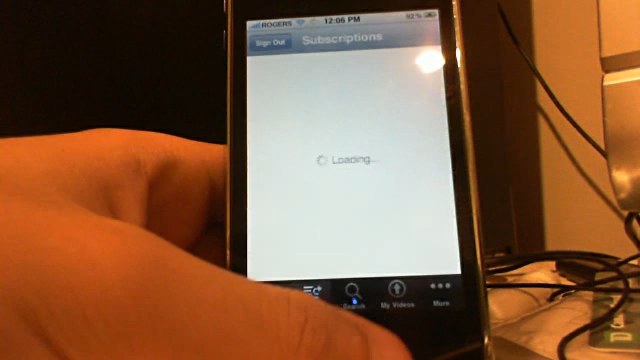 ROGERS 12:06 PM 92%
Sign Out Subscriptions
Loading...
Search My Videos More